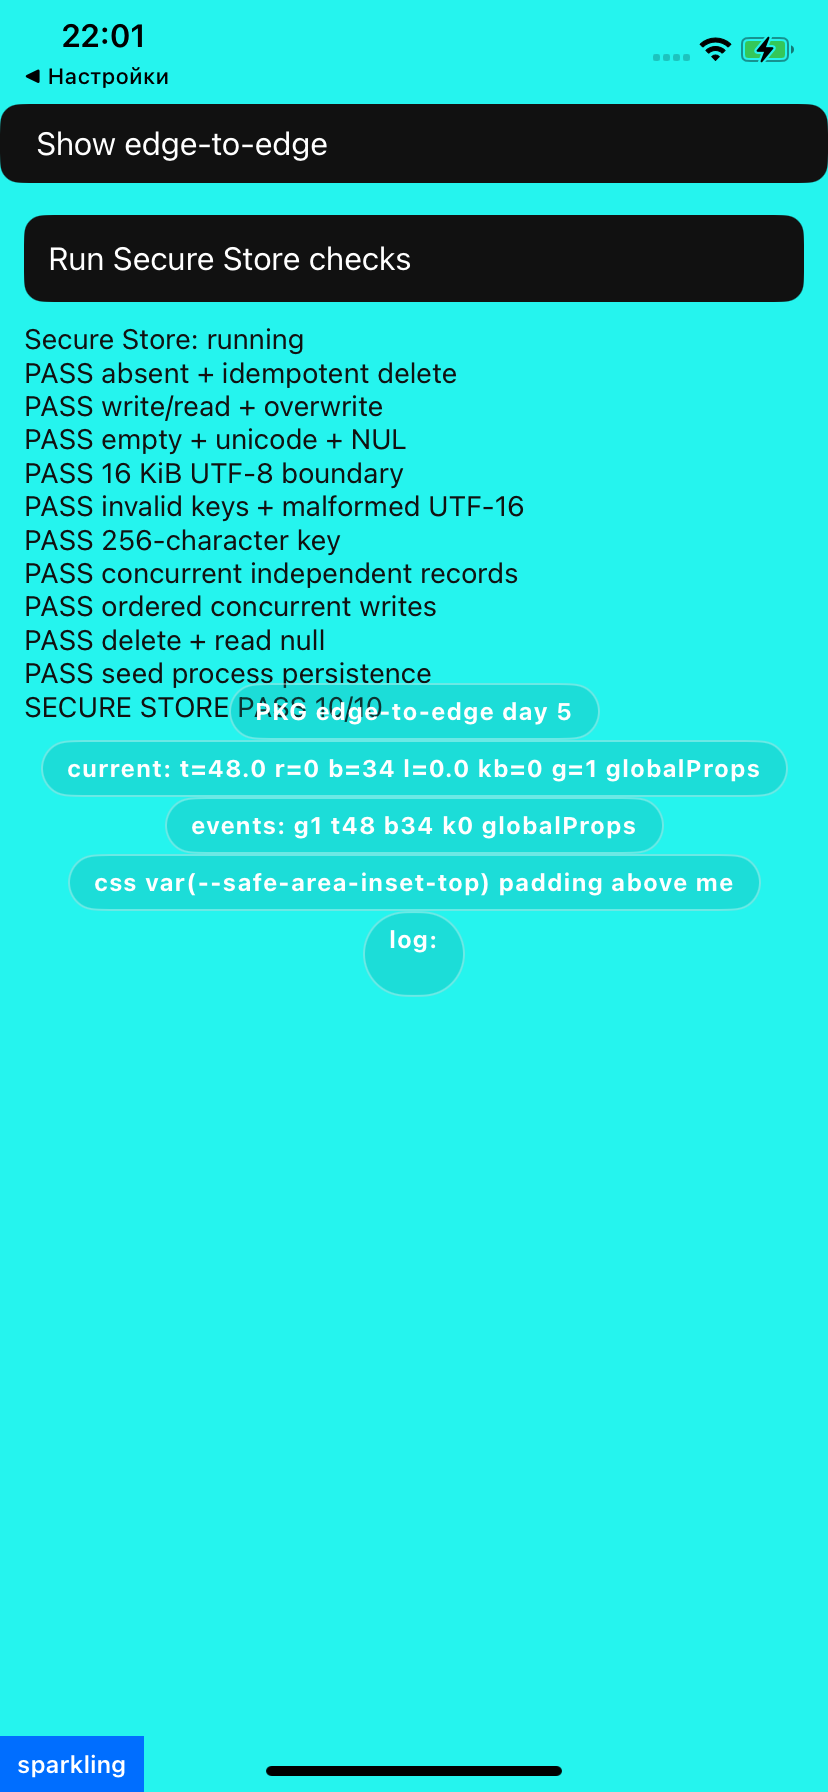 22:01
◀ Настройки
Show edge-to-edge
Run Secure Store checks
Secure Store: running
PASS absent + idempotent delete
PASS write/read + overwrite
PASS empty + unicode + NUL
PASS 16 KiB UTF-8 boundary
PASS invalid keys + malformed UTF-16
PASS 256-character key
PASS concurrent independent records
PASS ordered concurrent writes
PASS delete + read null
PASS seed process persistence
SECURE STORE PASS 10/10
PKG edge-to-edge day 5
current: t=48.0 r=0 b=34 l=0.0 kb=0 g=1 globalProps
events: g1 t48 b34 k0 globalProps
css var(--safe-area-inset-top) padding above me
log:
sparkling